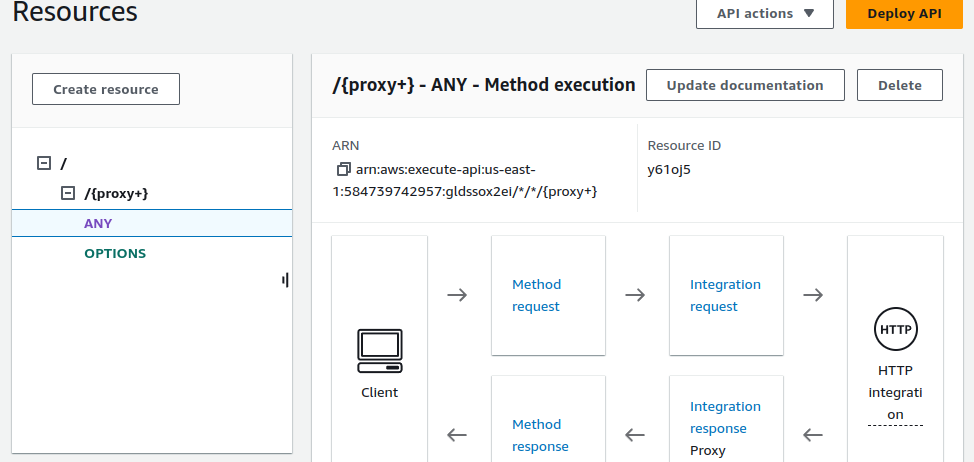 Resources
API actions ▼
Deploy API
Create resource
/
/{proxy+}
ANY
OPTIONS
/{proxy+} - ANY - Method execution
Update documentation
Delete
ARN
arn:aws:execute-api:us-east-
1:584739742957:gldssox2ei/*/*/{proxy+}
Resource ID
y61oj5
Client
Method
request
Integration
request
HTTP
HTTP
integrati
on
Method
response
Integration
response
Proxy